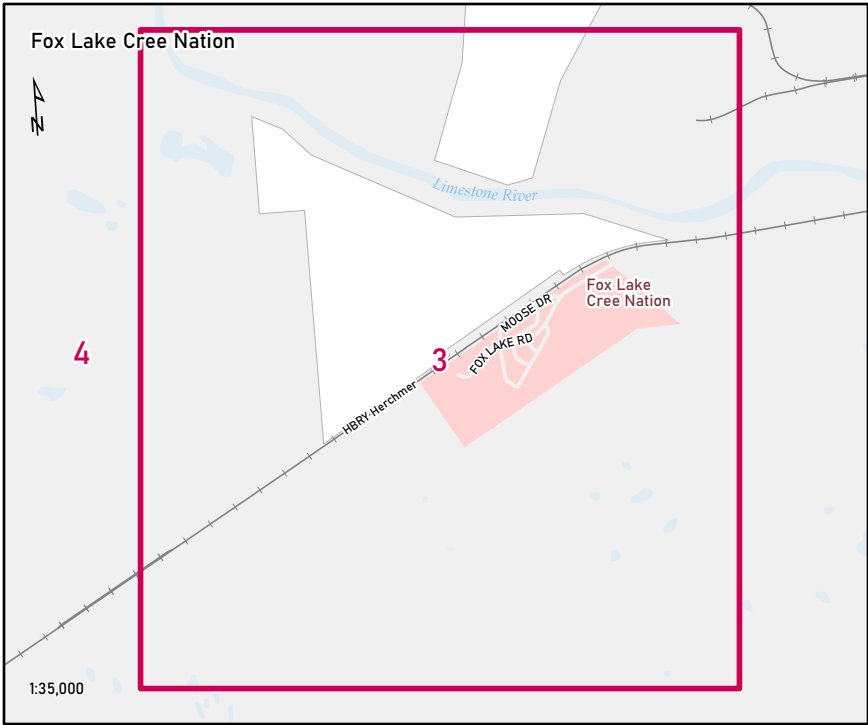 Fox Lake Cree Nation
N
Limestone River
Fox Lake
Cree Nation
MOOSE DR
FOX LAKE RD
4
3
HBRY-Herchmer
1:35,000